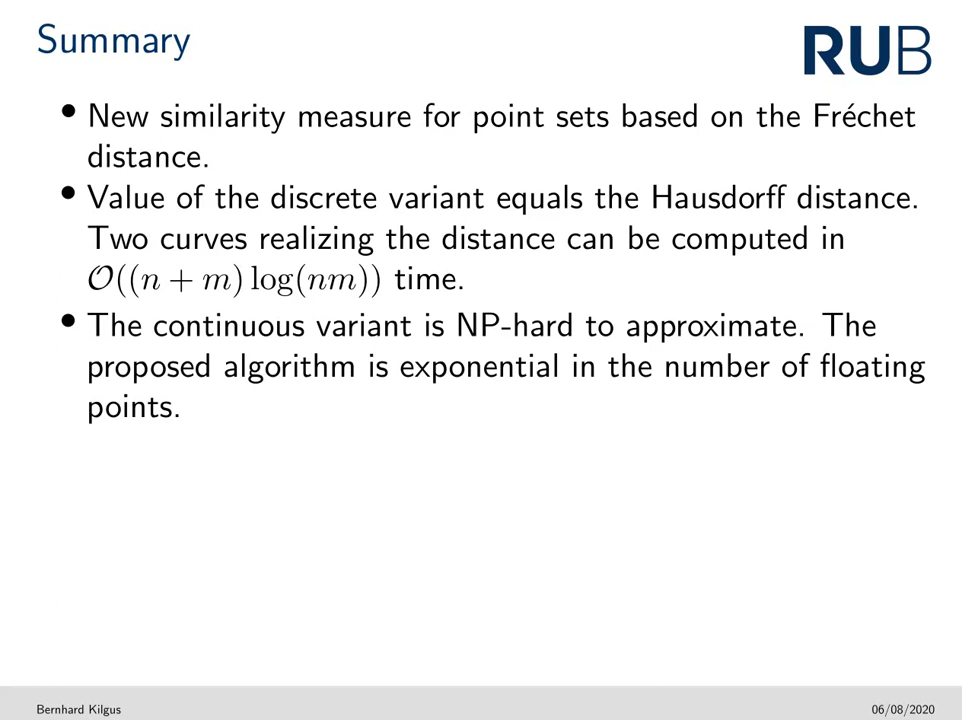 Summary
RUB
• New similarity measure for point sets based on the Fréchet
distance.
• Value of the discrete variant equals the Hausdorff distance.
Two curves realizing the distance can be computed in
𝒪((n + m) log(nm)) time.
• The continuous variant is NP-hard to approximate. The
proposed algorithm is exponential in the number of floating
points.
Bernhard Kilgus
06/08/2020